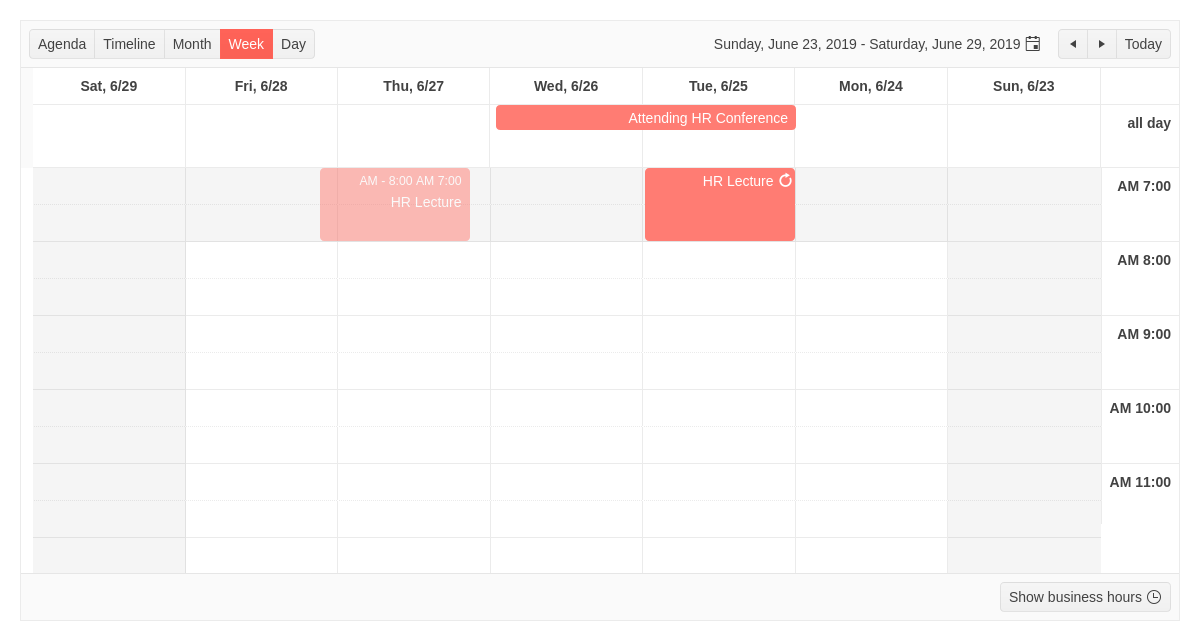 Agenda Timeline Month Week Day Sunday, June 23, 2019 - Saturday, June 29, 2019 Today
Sat, 6/29 Fri, 6/28 Thu, 6/27 Wed, 6/26 Tue, 6/25 Mon, 6/24 Sun, 6/23
Attending HR Conference all day
AM - 8:00 AM 7:00 HR Lecture AM 7:00
HR Lecture
AM 8:00
AM 9:00
AM 10:00
AM 11:00
Show business hours